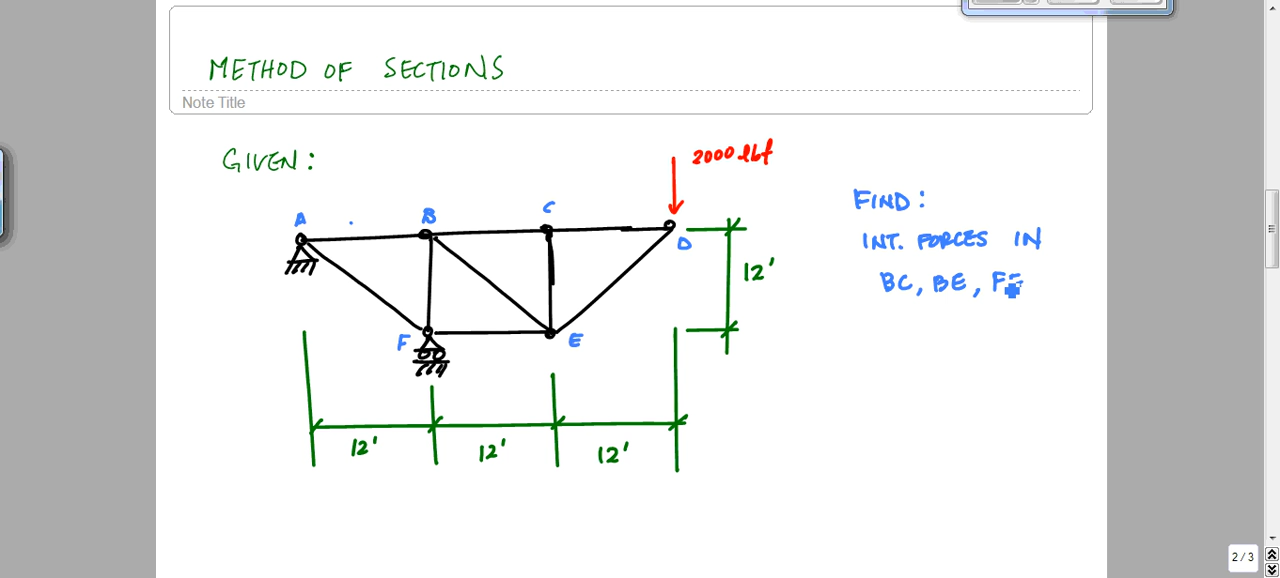 METHOD OF SECTIONS
Note Title
GIVEN:
2000 lbf
FIND:
A
B
C
D
INT. FORCES IN
12'
BC, BE, FE
F
E
12'
12'
12'
2 / 3